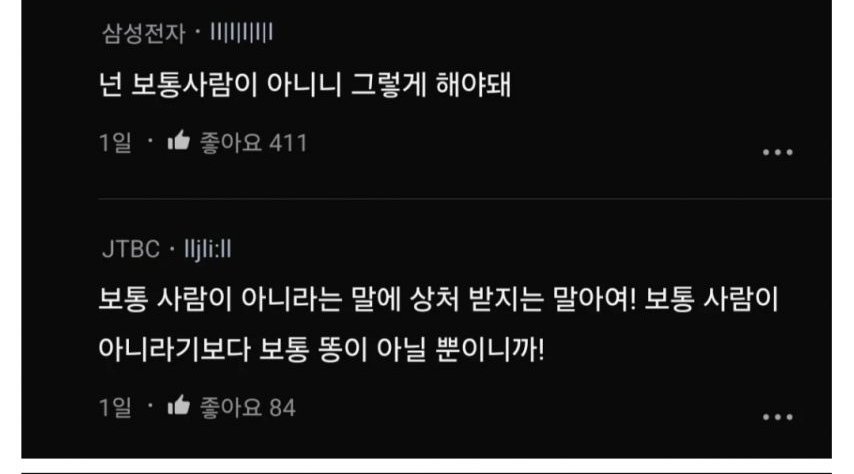 삼성전자 · lllllllll
넌 보통사람이 아니니 그렇게 해야돼
1일 · 좋아요 411
JTBC · lljli:ll
보통 사람이 아니라는 말에 상처 받지는 말아여! 보통 사람이
아니라기보다 보통 똥이 아닐 뿐이니까!
1일 · 좋아요 84